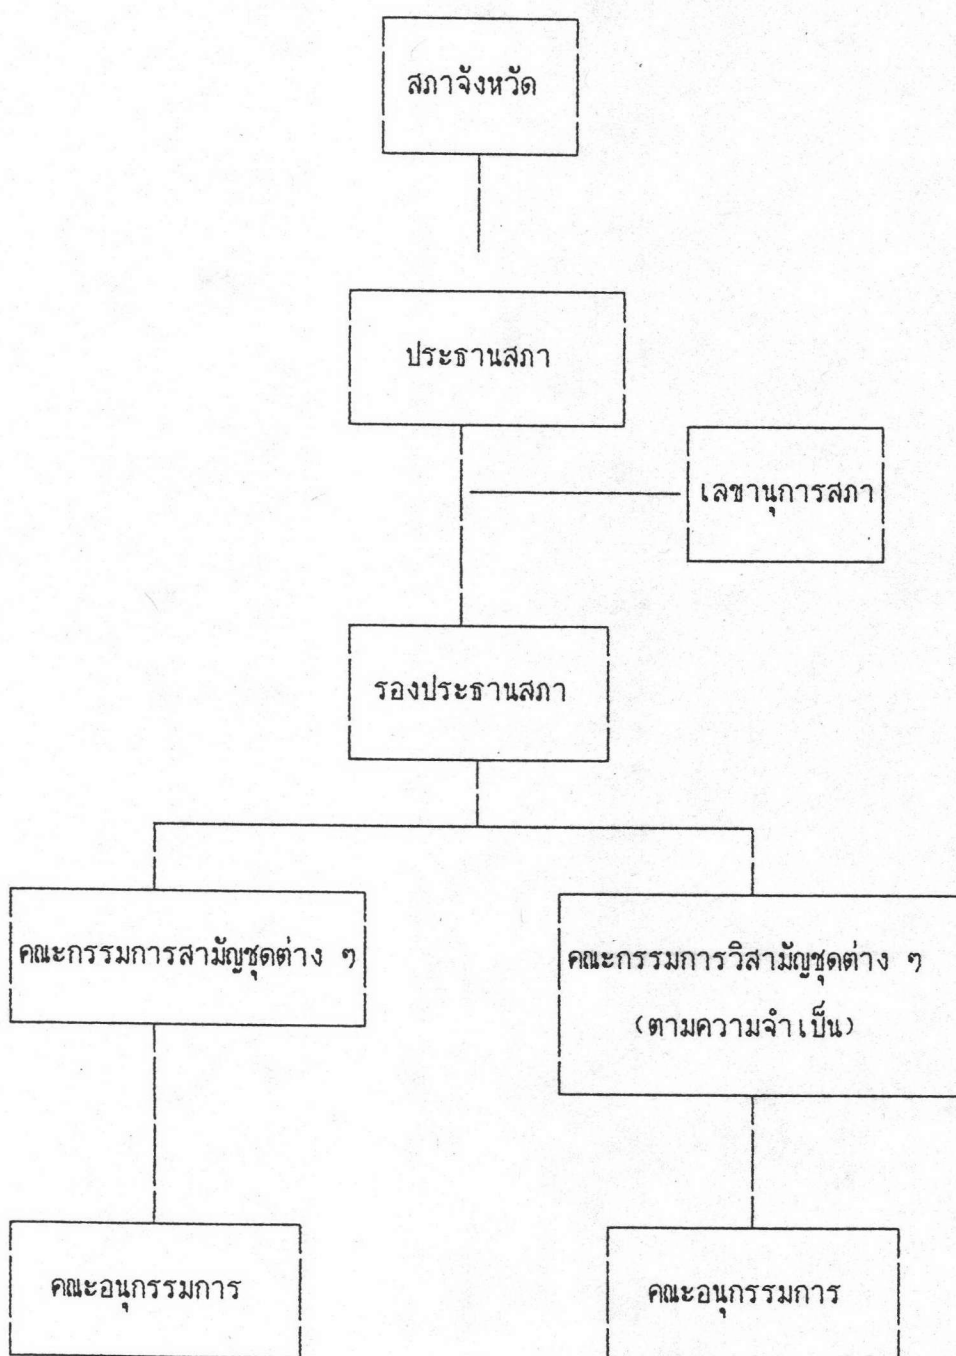 สภาจังหวัด
ประธานสภา
เลขานุการสภา
รองประธานสภา
คณะกรรมการสามัญชุดต่าง ๆ
คณะกรรมการวิสามัญชุดต่าง ๆ
(ตามความจำเป็น)
คณะอนุกรรมการ
คณะอนุกรรมการ